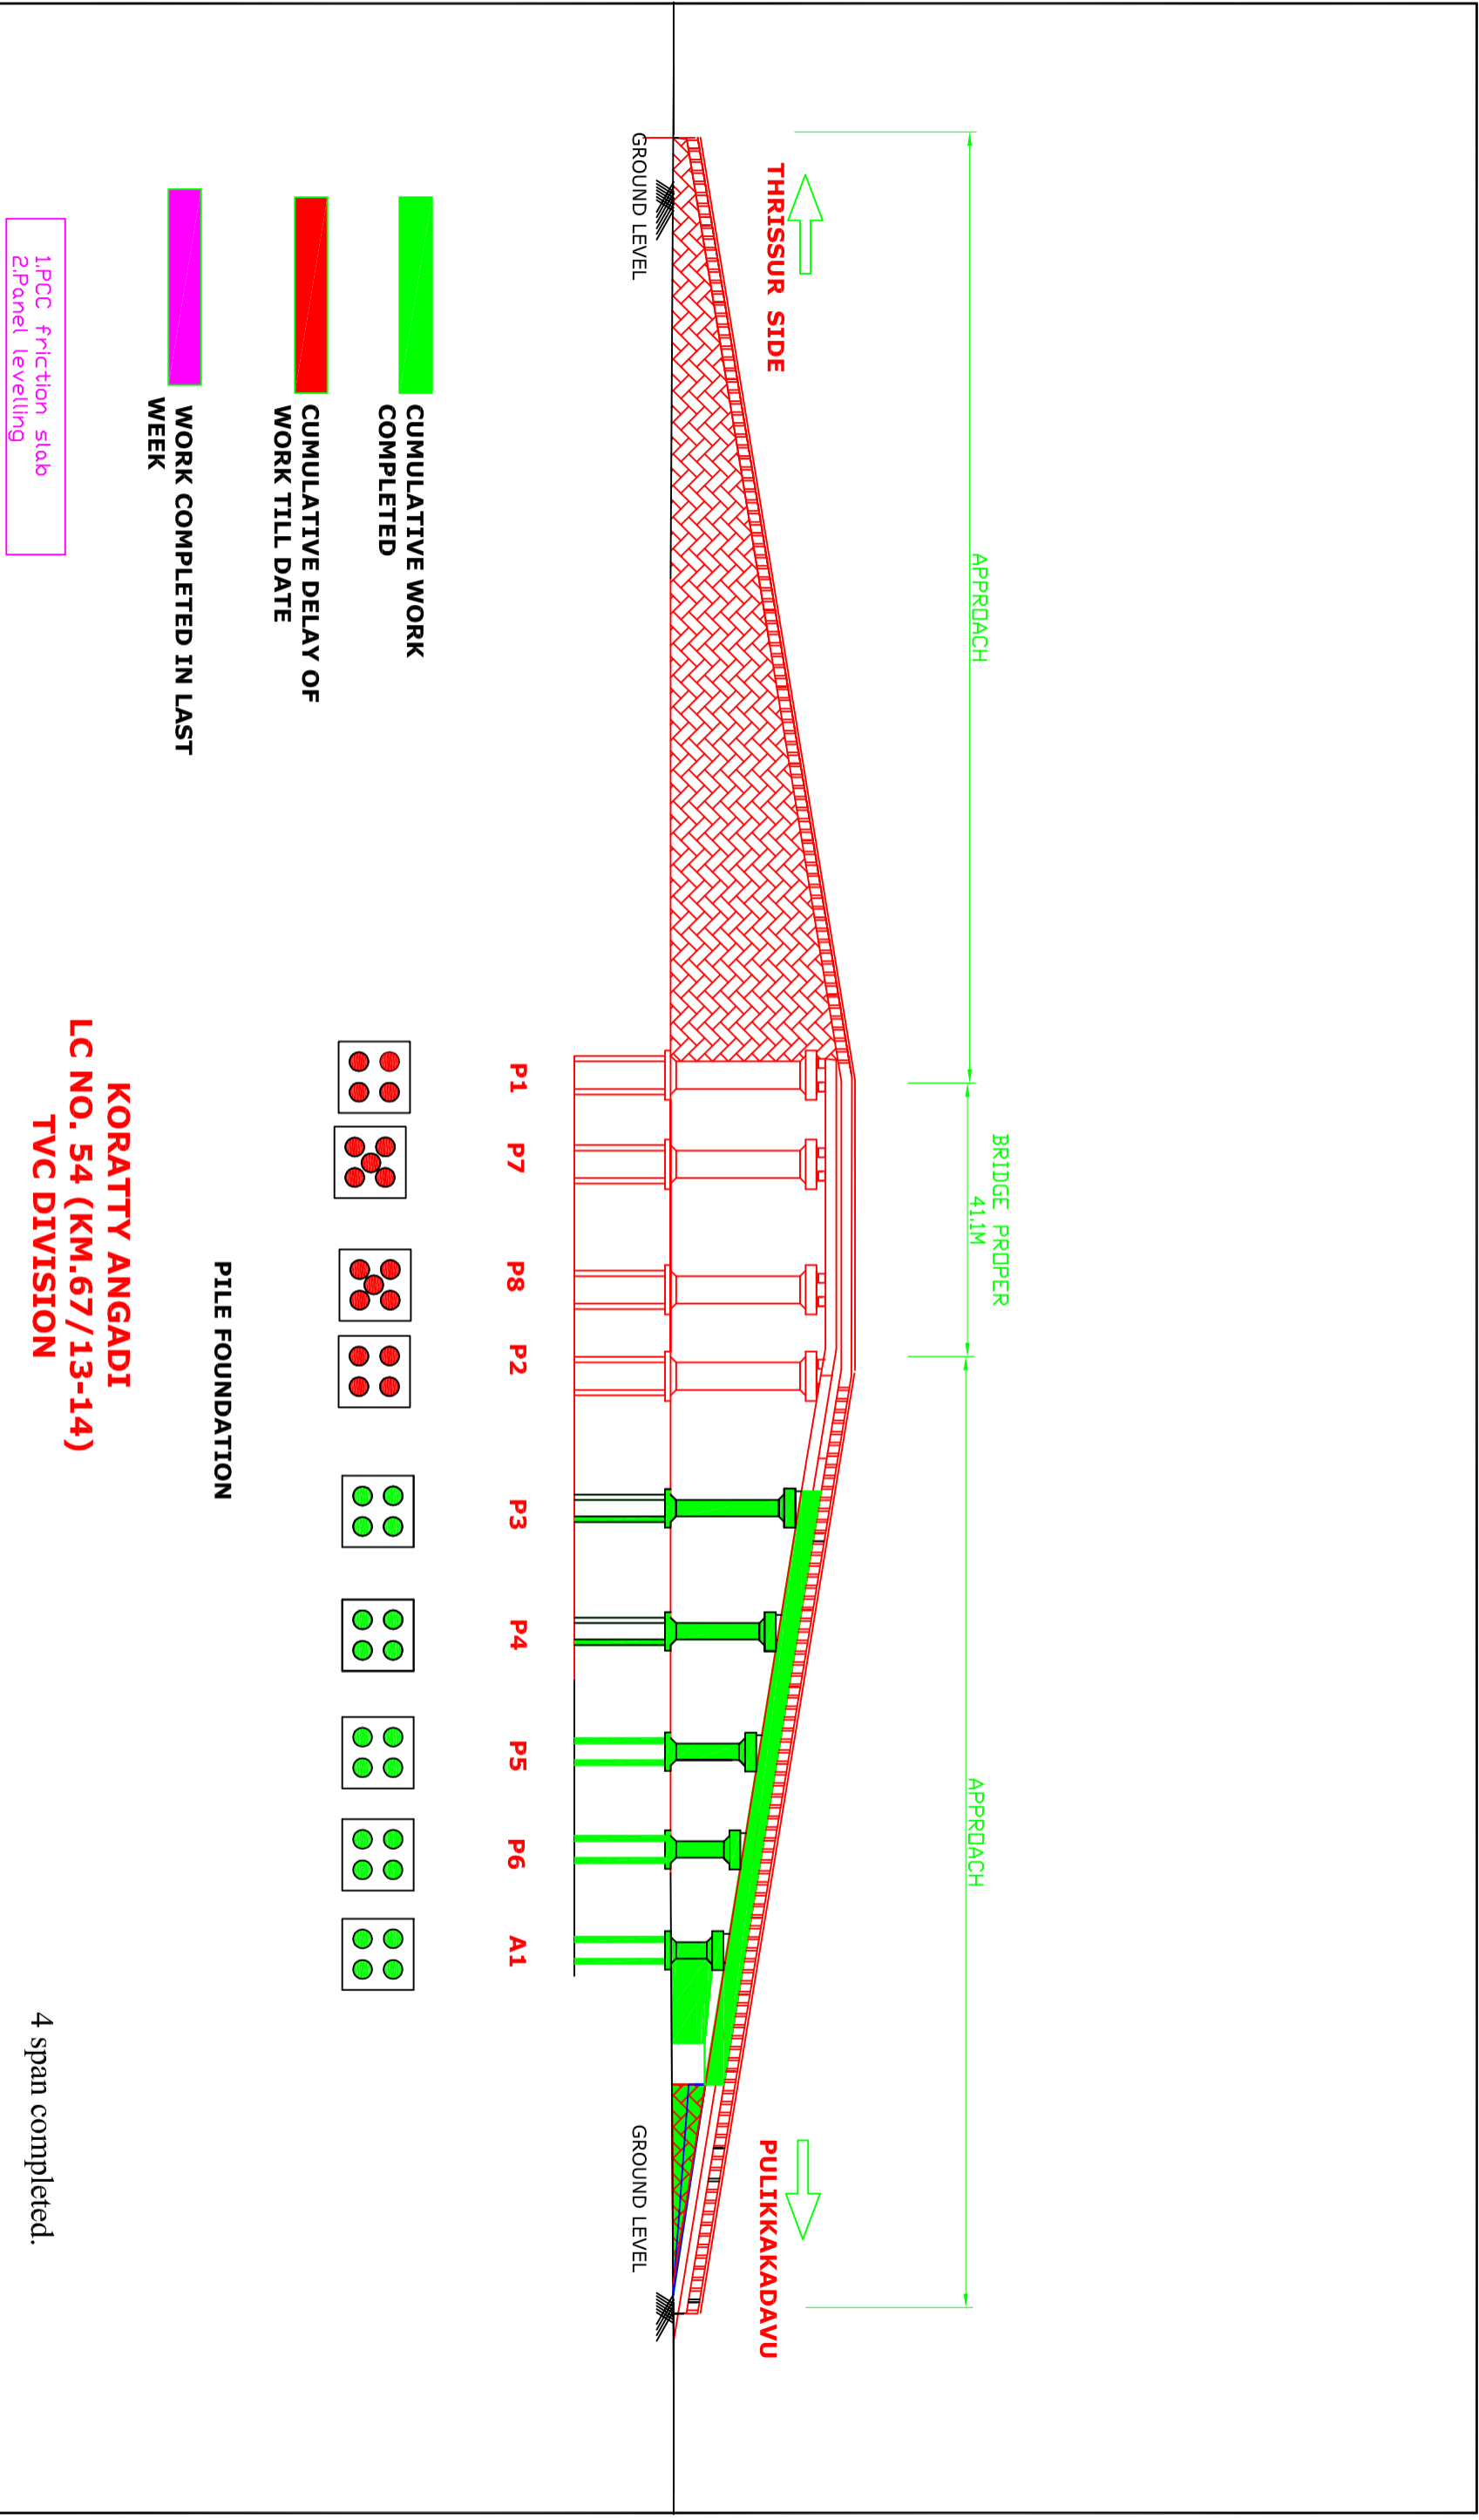 BRIDGE PROPER
APPROACH
41.1M
APPROACH
THRISSUR SIDE
PULIKKAKADAVU
GROUND LEVEL
GROUND LEVEL
P1
P7
P8
P2
P3
P4
P5
P6
A1
CUMULATIVE WORK
COMPLETED
CUMULATIVE DELAY OF
WORK TILL DATE
WORK COMPLETED IN LAST
WEEK
PILE FOUNDATION
1.PCC friction slab
2.Panel levelling
KORATTY ANGADI
LC NO. 54 (KM.67/13-14)
TVC DIVISION
4 span completed.